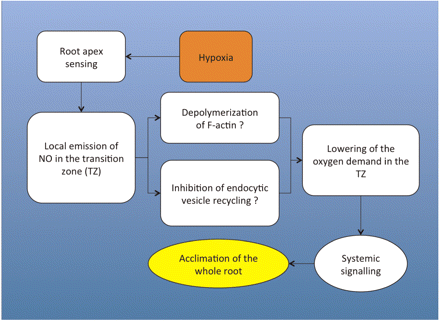 Root apex
sensing
Hypoxia
Local emission of
NO in the transition
zone (TZ)
Depolymerization
of F-actin ?
Inhibition of endocytic
vesicle recycling ?
Lowering of the
oxygen demand in the
TZ
Systemic
signalling
Acclimation of the
whole root